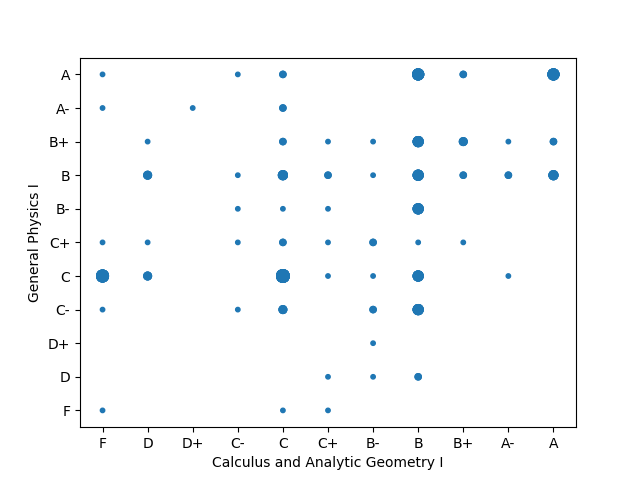 A
A-
B+
B
B-
C+
C
C-
D+
D
F
General Physics I
F D D+ C- C C+ B- B B+ A- A
Calculus and Analytic Geometry I